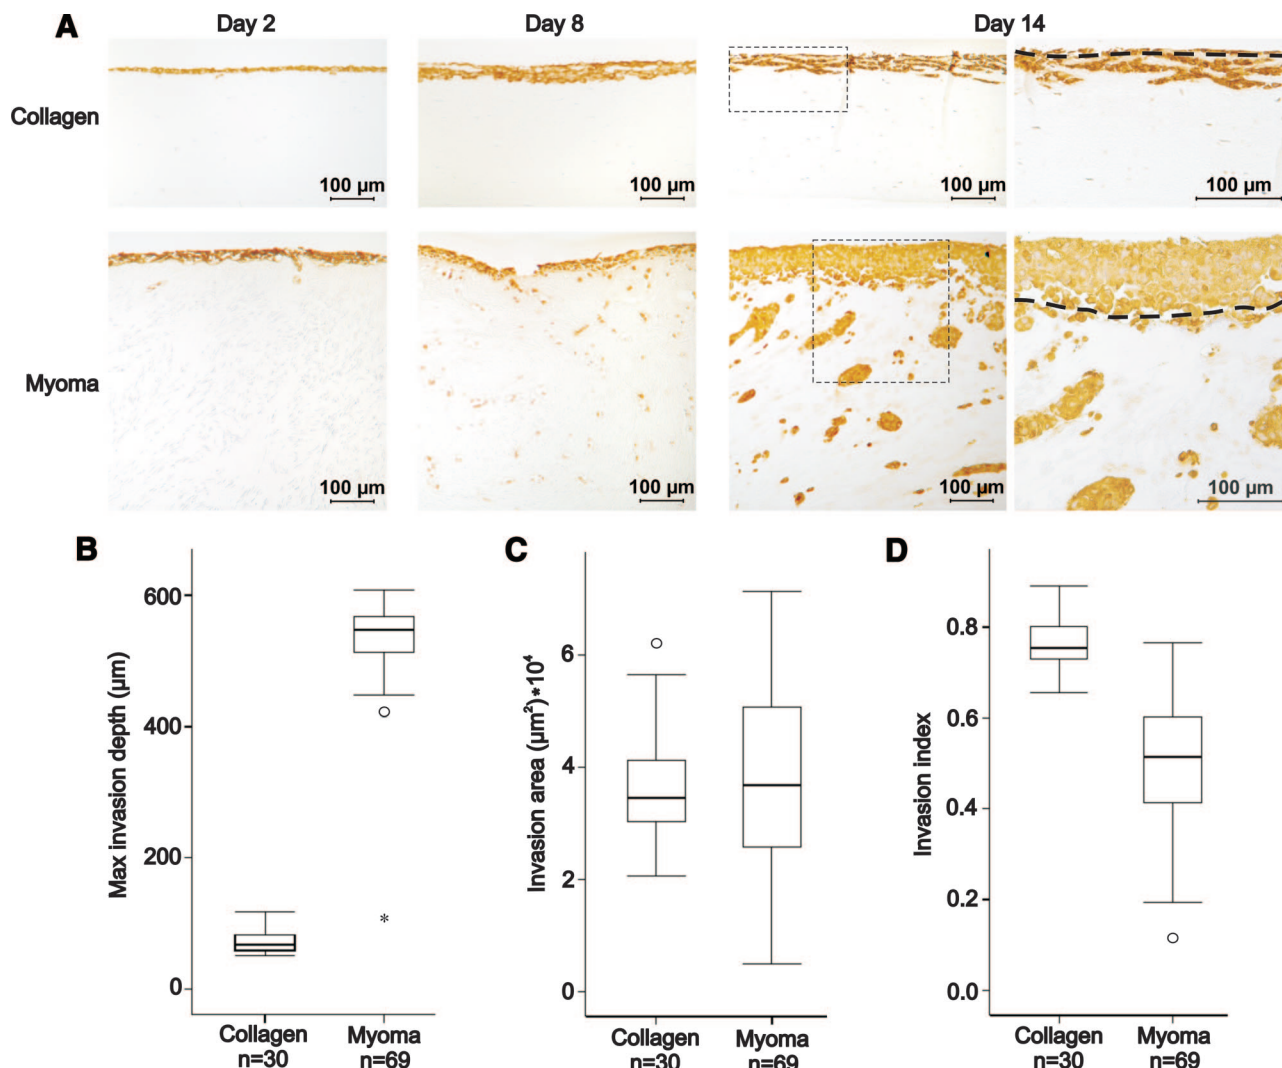 A
Day 2
Day 8
Day 14
Collagen
100 µm
100 µm
100 µm
100 µm
Myoma
100 µm
100 µm
100 µm
100 µm
B
Max invasion depth (µm)
600
400
200
0
*
Collagen
n=30
Myoma
n=69
C
Invasion area (µm²)*10⁴
6
4
2
0
Collagen
n=30
Myoma
n=69
D
Invasion index
0.8
0.6
0.4
0.2
0.0
Collagen
n=30
Myoma
n=69